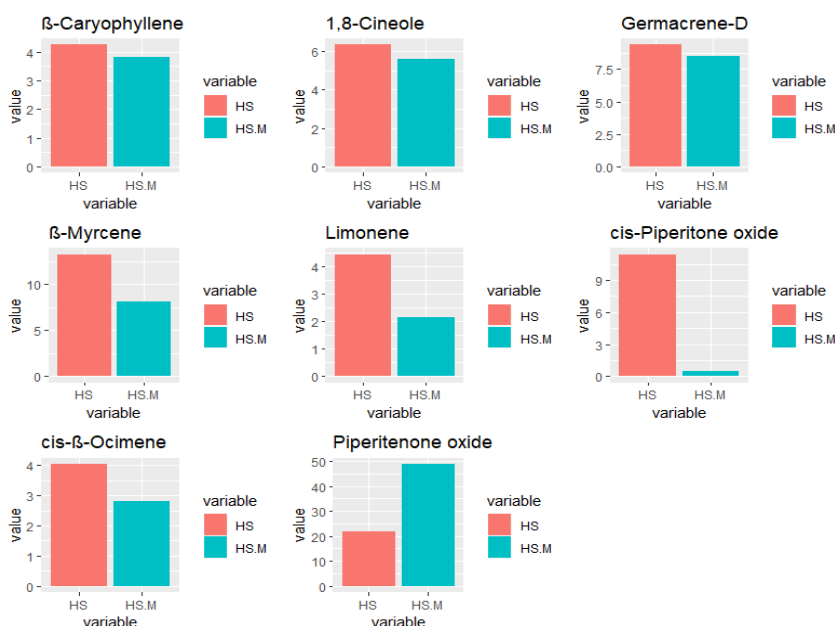 ß-Caryophyllene
4
3
2
1
0
value
HS
HS.M
variable
variable
HS
HS.M
1,8-Cineole
6
4
2
0
value
HS
HS.M
variable
variable
HS
HS.M
Germacrene-D
7.5
5.0
2.5
0.0
value
HS
HS.M
variable
variable
HS
HS.M
ß-Myrcene
10
5
0
value
HS
HS.M
variable
variable
HS
HS.M
Limonene
4
3
2
1
0
value
HS
HS.M
variable
variable
HS
HS.M
cis-Piperitone oxide
9
6
3
0
value
HS
HS.M
variable
variable
HS
HS.M
cis-ß-Ocimene
4
3
2
1
0
value
HS
HS.M
variable
variable
HS
HS.M
Piperitenone oxide
50
40
30
20
10
0
value
HS
HS.M
variable
variable
HS
HS.M